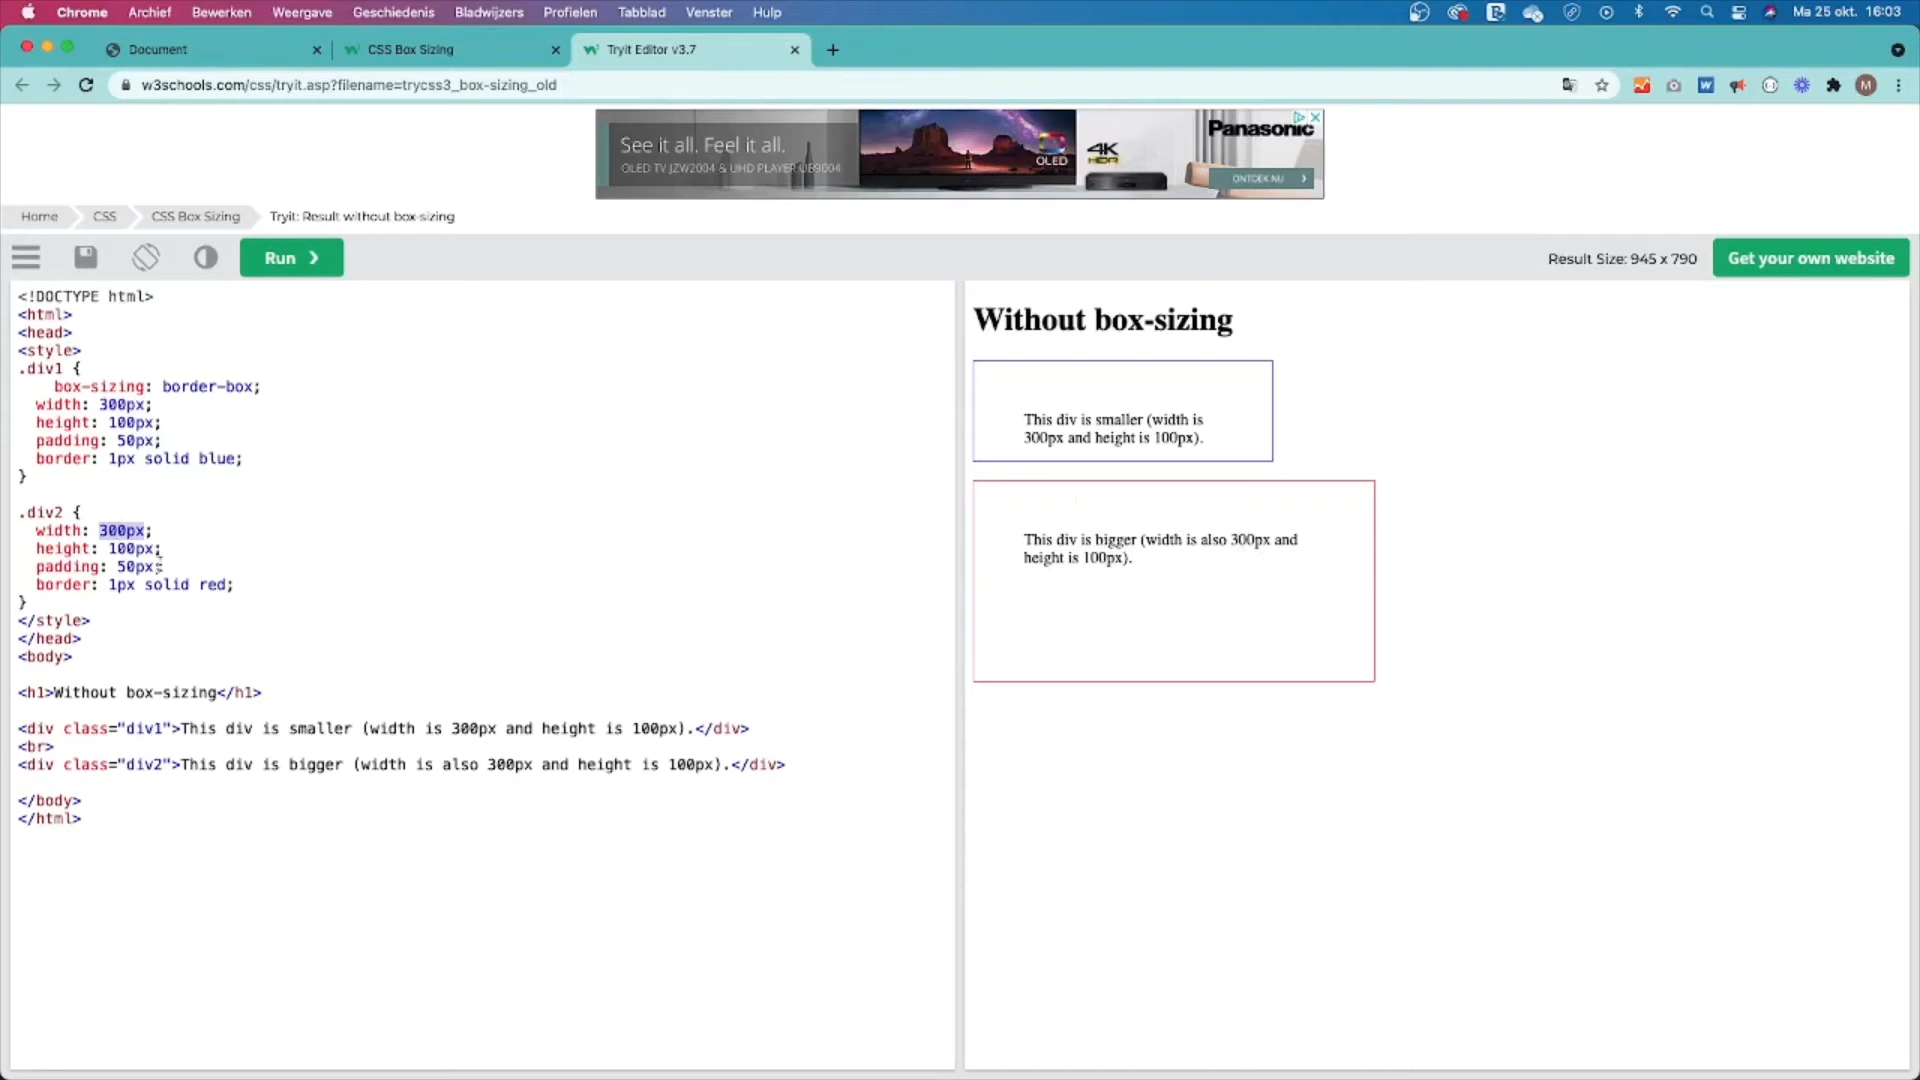 Chrome Archief Bewerken Weergave Geschiedenis Bladwijzers Profielen Tabblad Venster Hulp Ma 25 okt. 16:03
Document CSS Box Sizing Tryit Editor v3.7
w3schools.com/css/tryit.asp?filename=trycss3_box-sizing_old M
See it all. Feel it all.
OLED TV JZW2004 & UHD PLAYER UB9004
OLED
4K
HDR
Panasonic
ONTDEK NU
Home CSS CSS Box Sizing Tryit: Result without box-sizing
Run ❯ Result Size: 945 x 790 Get your own website
<!DOCTYPE html>
<html>
<head>
<style>
.div1 {
    box-sizing: border-box;
  width: 300px;
  height: 100px;
  padding: 50px;
  border: 1px solid blue;
}
.div2 {
  width: 300px;
  height: 100px;
  padding: 50px;
  border: 1px solid red;
}
</style>
</head>
<body>
<h1>Without box-sizing</h1>
<div class="div1">This div is smaller (width is 300px and height is 100px).</div>
<br>
<div class="div2">This div is bigger (width is also 300px and height is 100px).</div>
</body>
</html>
Without box-sizing
This div is smaller (width is
300px and height is 100px).
This div is bigger (width is also 300px and
height is 100px).